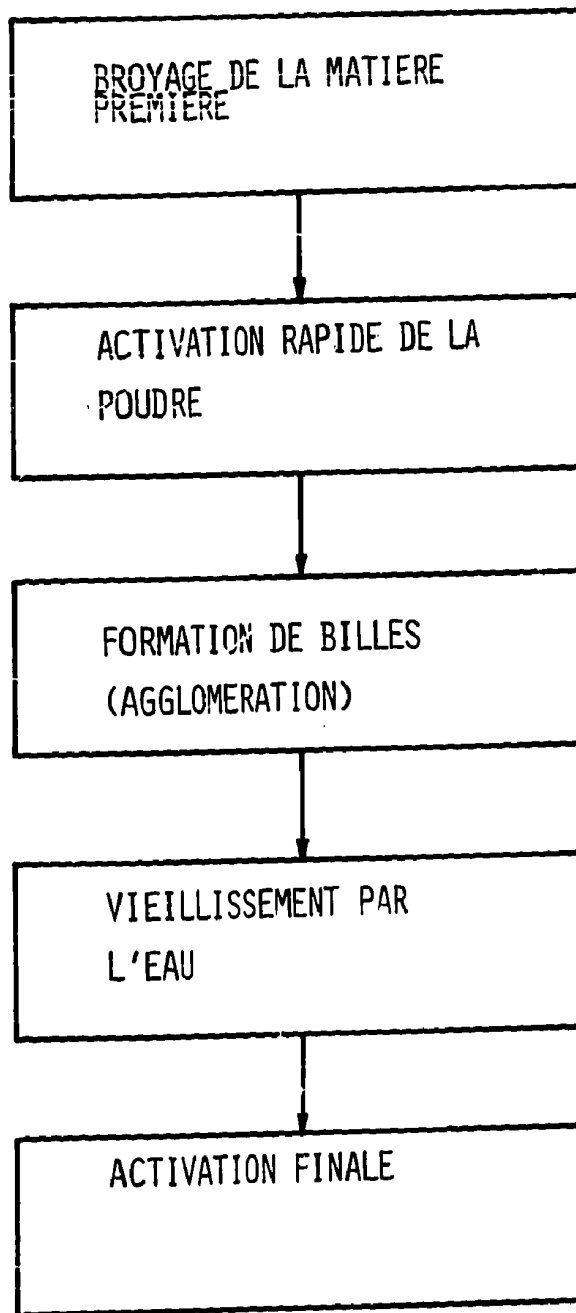 BROYAGE DE LA MATIERE
PREMIERE
ACTIVATION RAPIDE DE LA
POUDRE
FORMATION DE BILLES
(AGGLOMERATION)
VIEILLISSEMENT PAR
L'EAU
ACTIVATION FINALE